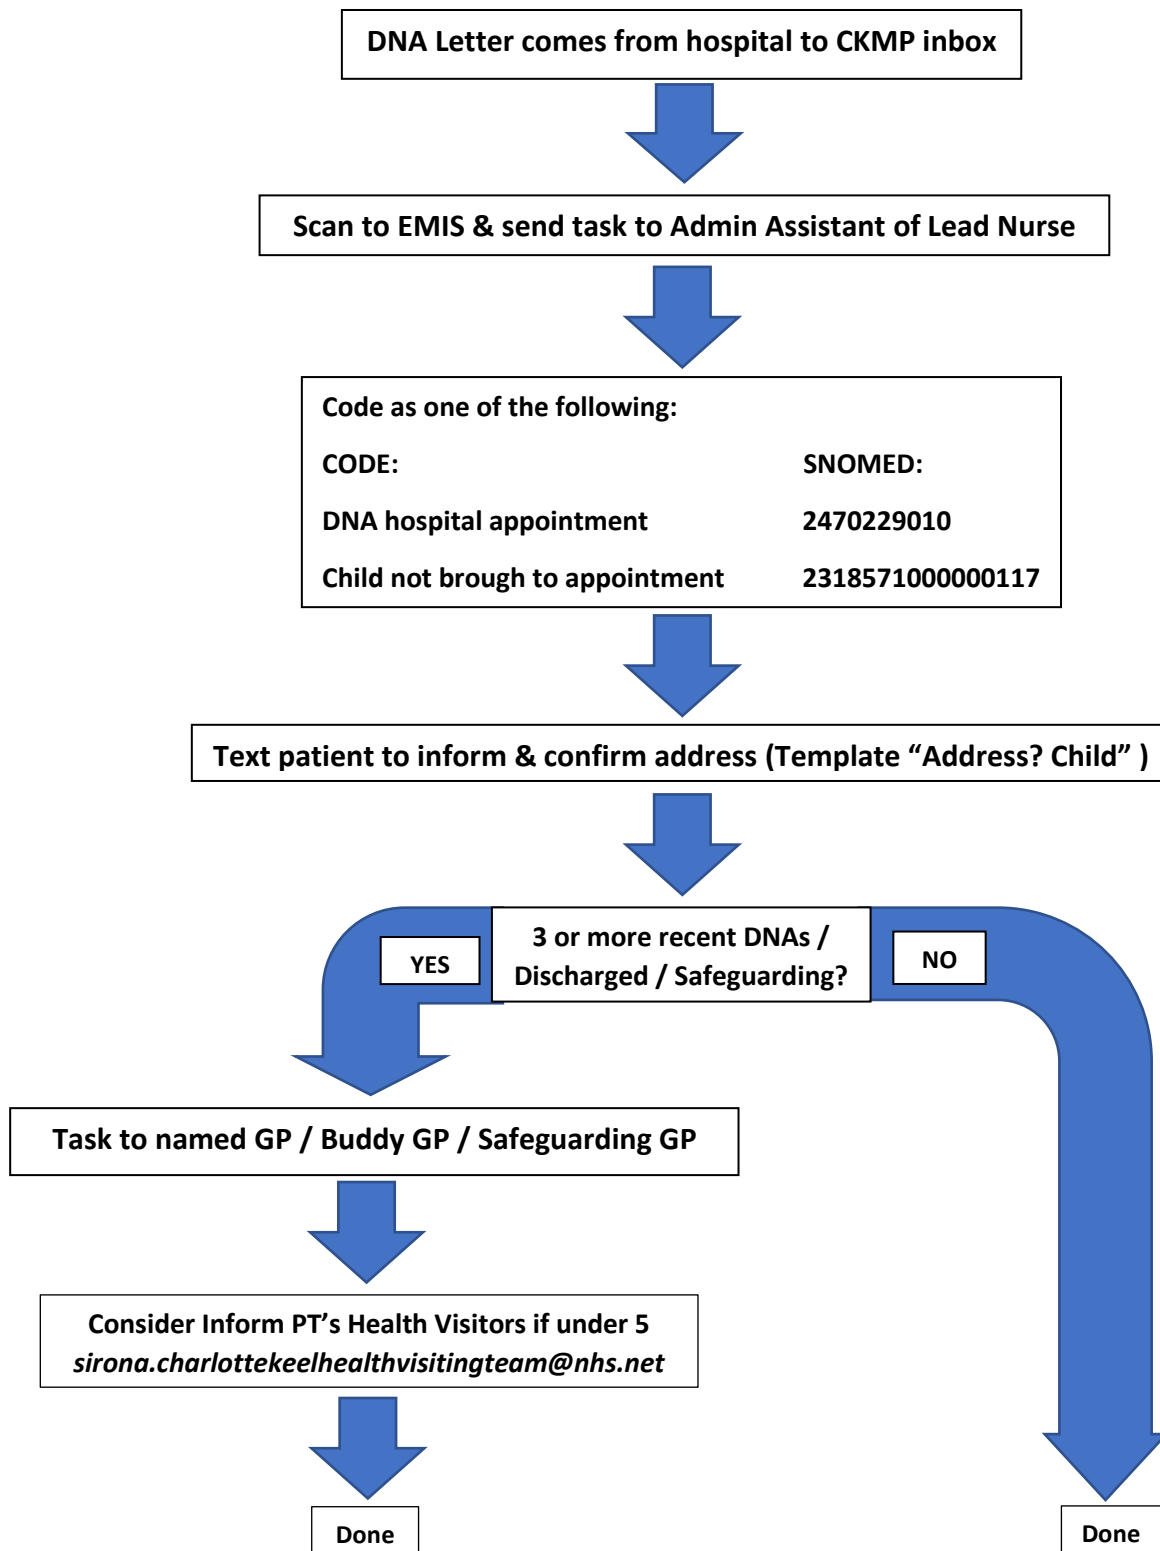 DNA Letter comes from hospital to CKMP inbox
Scan to EMIS & send task to Admin Assistant of Lead Nurse
Code as one of the following:
CODE: SNOMED:
DNA hospital appointment 2470229010
Child not brough to appointment 2318571000000117
Text patient to inform & confirm address (Template “Address? Child” )
3 or more recent DNAs /
Discharged / Safeguarding?
YES
NO
Task to named GP / Buddy GP / Safeguarding GP
Consider Inform PT’s Health Visitors if under 5
sirona.charlottekeelhealthvisitingteam@nhs.net
Done
Done